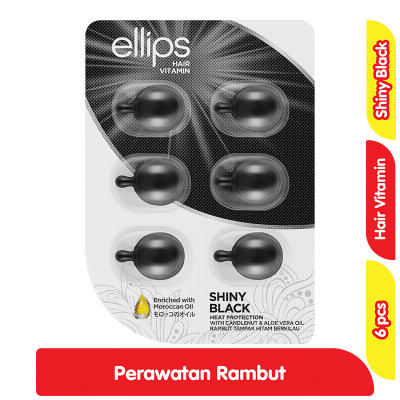 ellips
HAIR
VITAMIN
Enriched with
Moroccan Oil
モロッコのオイル
SHINY
BLACK
HEAT PROTECTION
WITH CANDLENUT & ALOE VERA OIL
RAMBUT TAMPAK HITAM BERKILAU
Shiny Black
Hair Vitamin
6 pcs
Perawatan Rambut